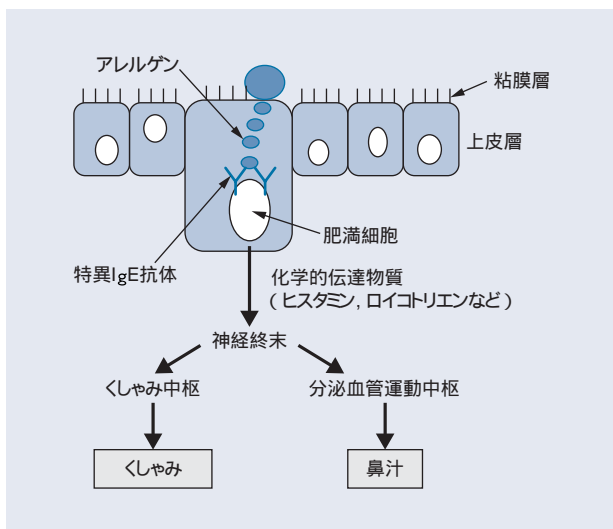 アレルゲン
粘膜層
上皮層
肥満細胞
特異IgE抗体
化学的伝達物質
(ヒスタミン,ロイコトリエンなど)
神経終末
くしゃみ中枢
分泌血管運動中枢
くしゃみ
鼻汁